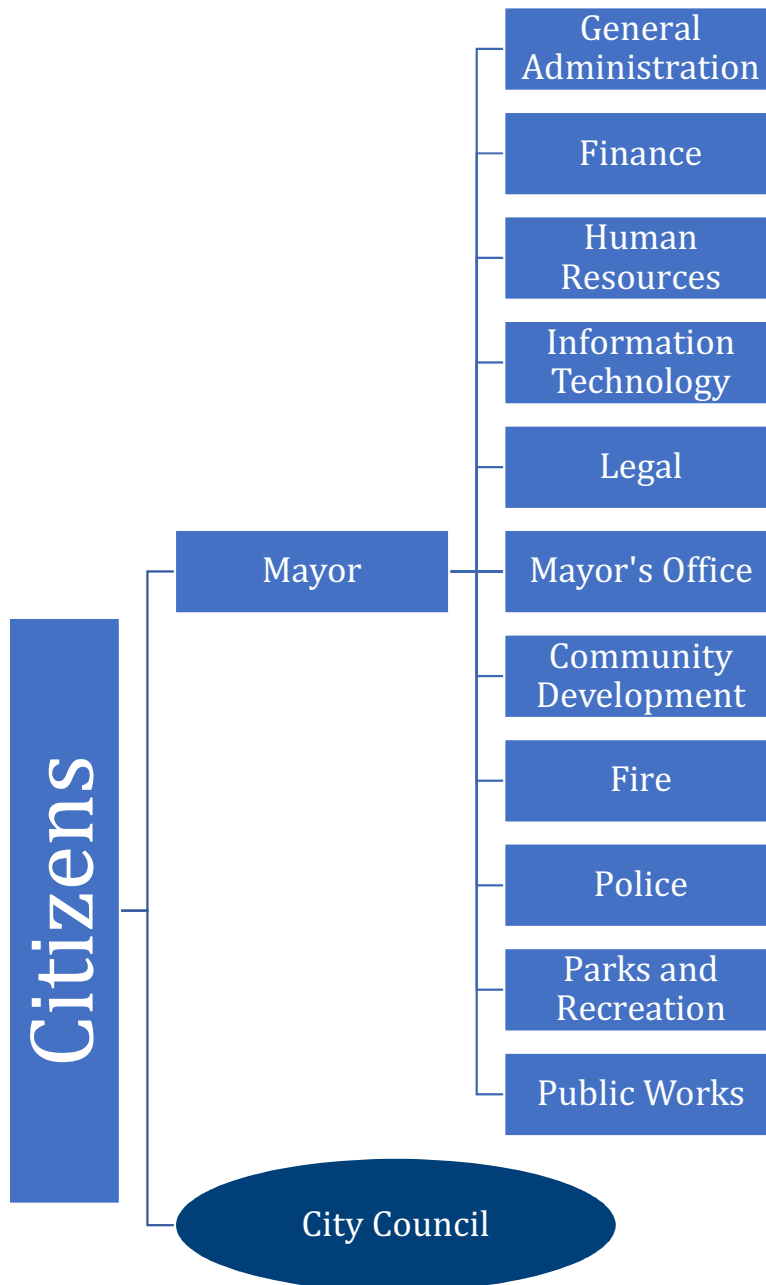 General
Administration
Finance
Human
Resources
Information
Technology
Legal
Mayor
Mayor's Office
Community
Development
Fire
Citizens
Police
Parks and
Recreation
Public Works
City Council